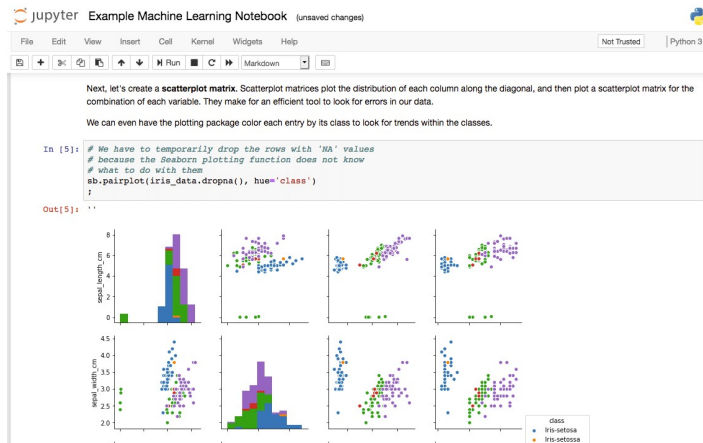 jupyter Example Machine Learning Notebook (unsaved changes)
File Edit View Insert Cell Kernel Widgets Help Not Trusted Python 3
Run Markdown
Next, let's create a scatterplot matrix. Scatterplot matrices plot the distribution of each column along the diagonal, and then plot a scatterplot matrix for the
combination of each variable. They make for an efficient tool to look for errors in our data.
We can even have the plotting package color each entry by its class to look for trends within the classes.
In [5]: # We have to temporarily drop the rows with 'NA' values
# because the Seaborn plotting function does not know
# what to do with them
sb.pairplot(iris_data.dropna(), hue='class')
;
Out[5]: ''
8
6
4
2
0
sepal_length_cm
4.5
4.0
3.5
3.0
2.5
2.0
sepal_width_cm
class
Iris-setosa
Iris-setossa